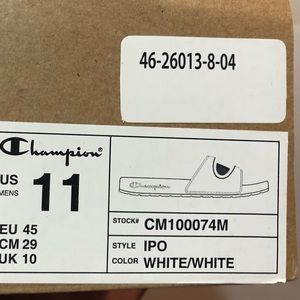 46-26013-8-04
Champion
US
MENS
11
EU 45
CM 29
UK 10
Champion
STOCK# CM100074M
STYLE IPO
COLOR WHITE/WHITE